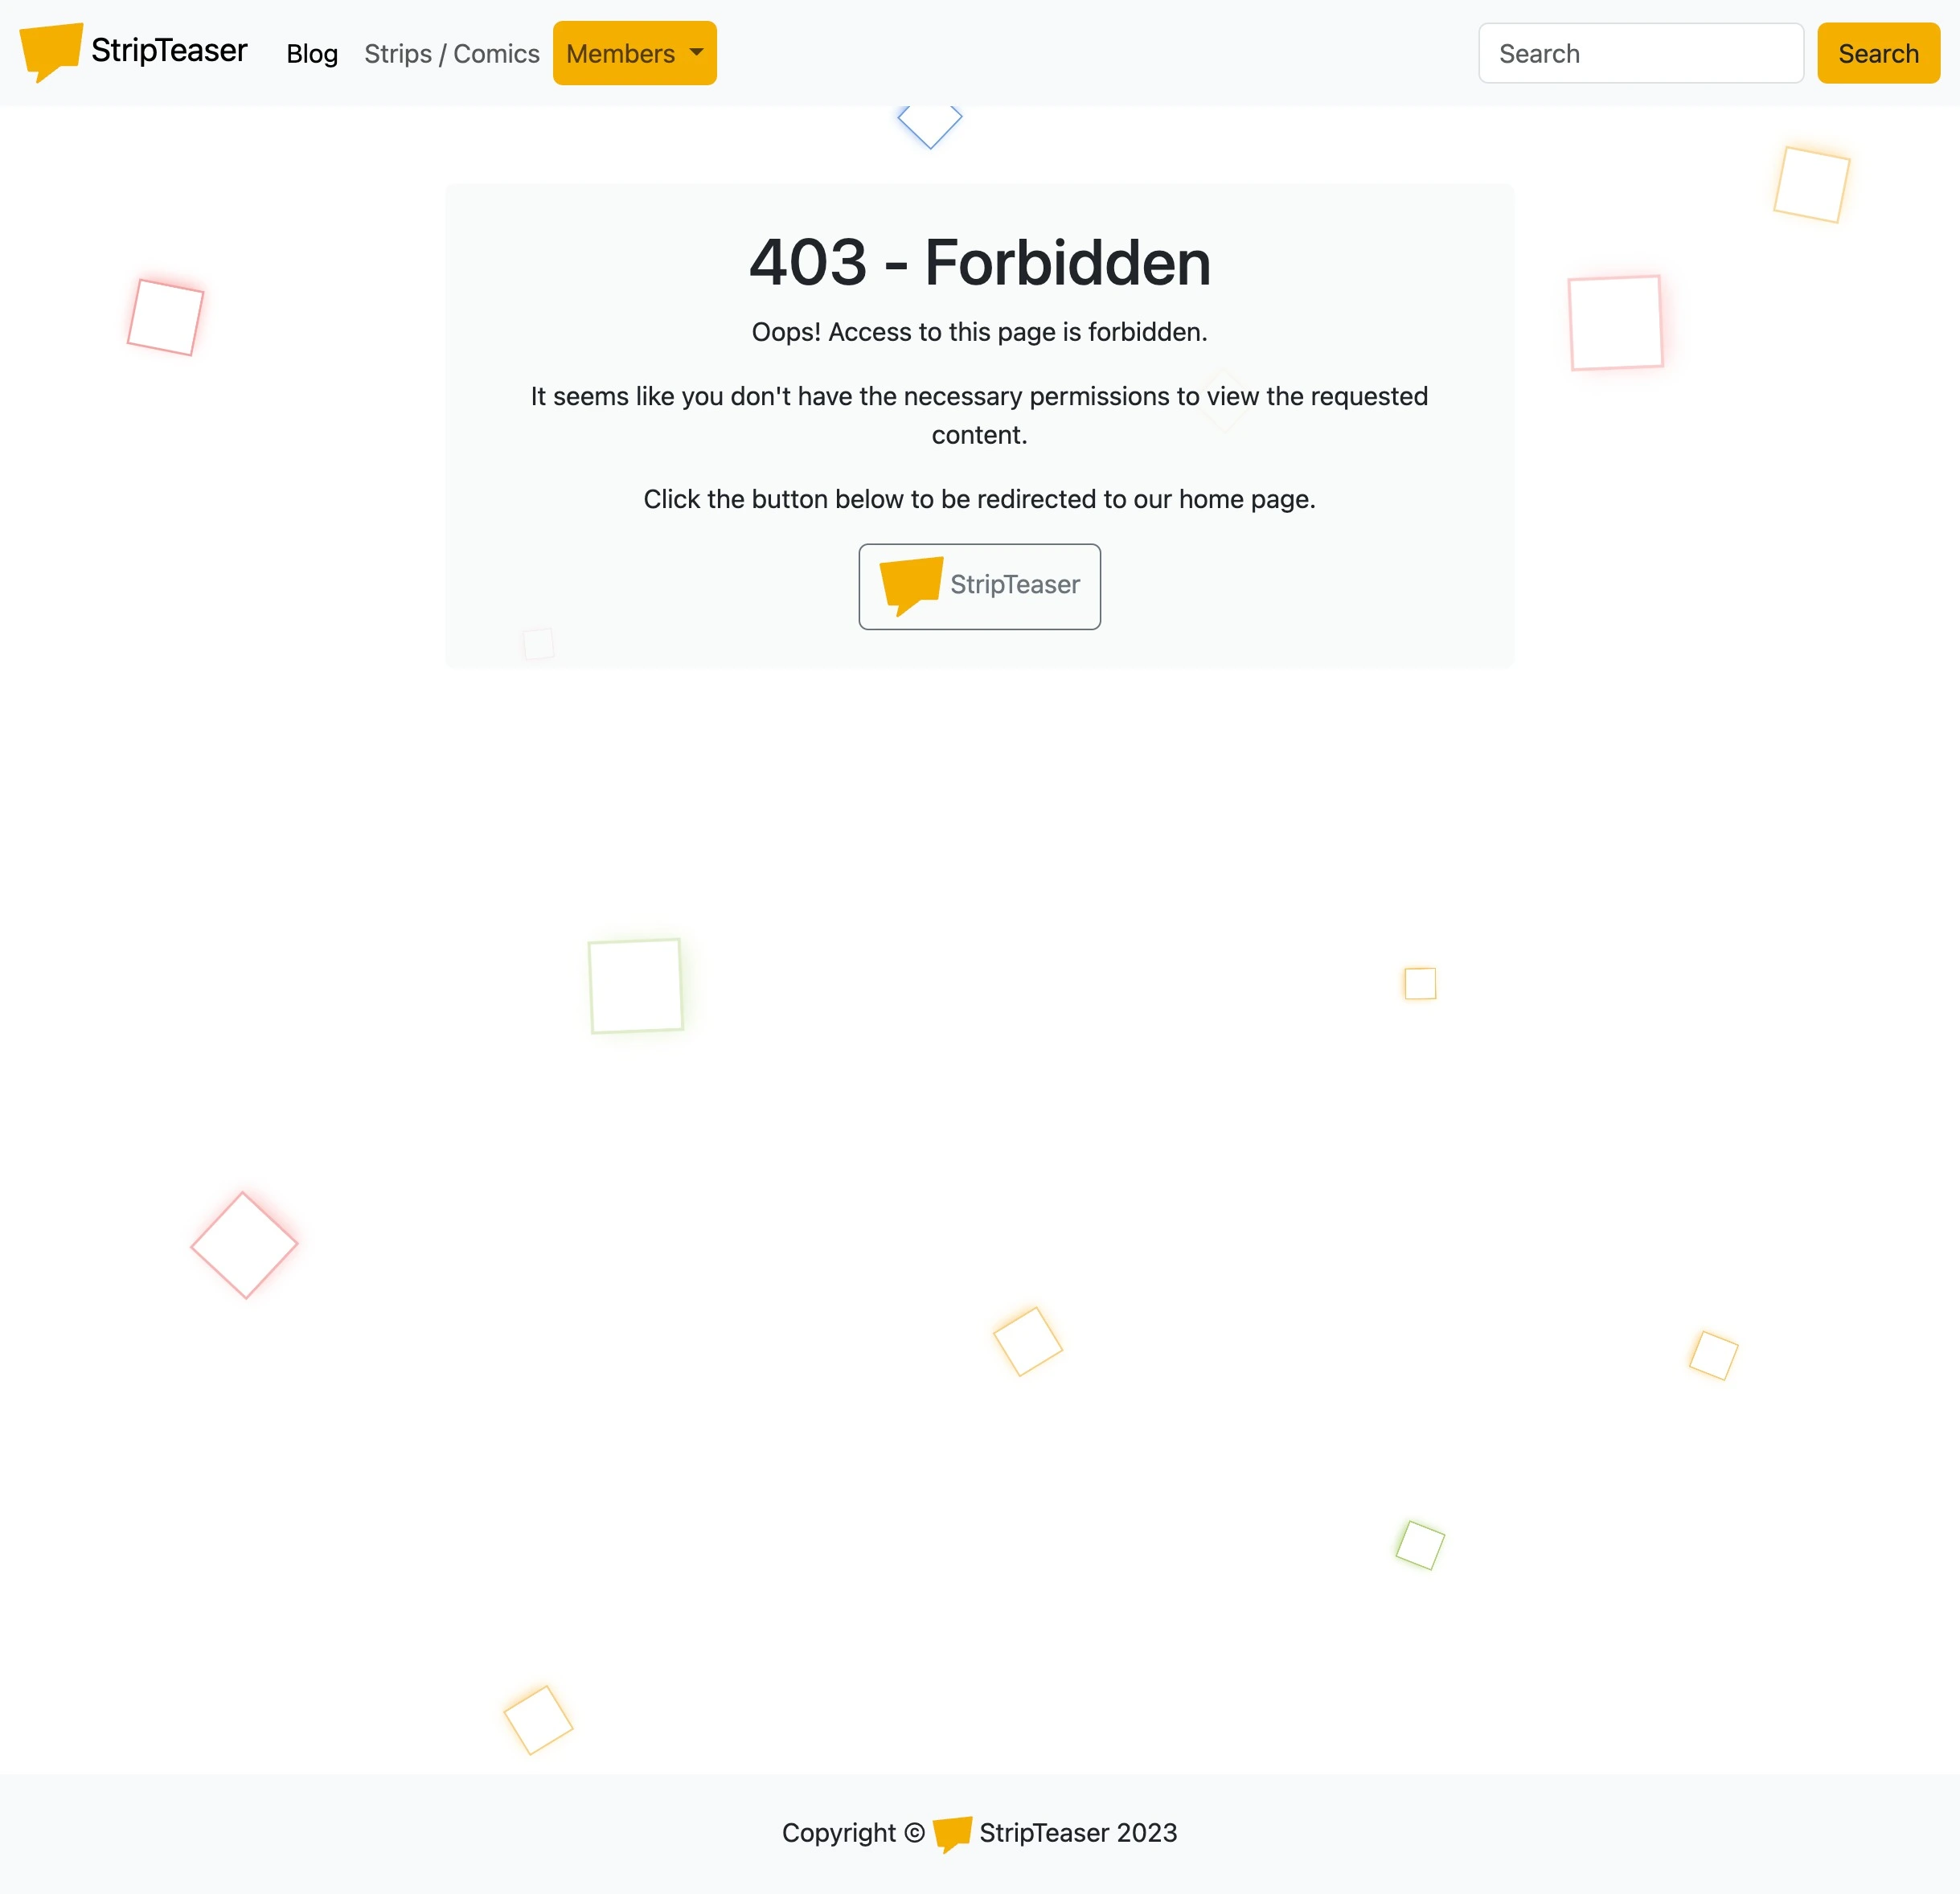 StripTeaser
Blog
Strips / Comics
Members
Search
Search
403 - Forbidden
Oops! Access to this page is forbidden.
It seems like you don't have the necessary permissions to view the requested
content.
Click the button below to be redirected to our home page.
StripTeaser
Copyright © StripTeaser 2023